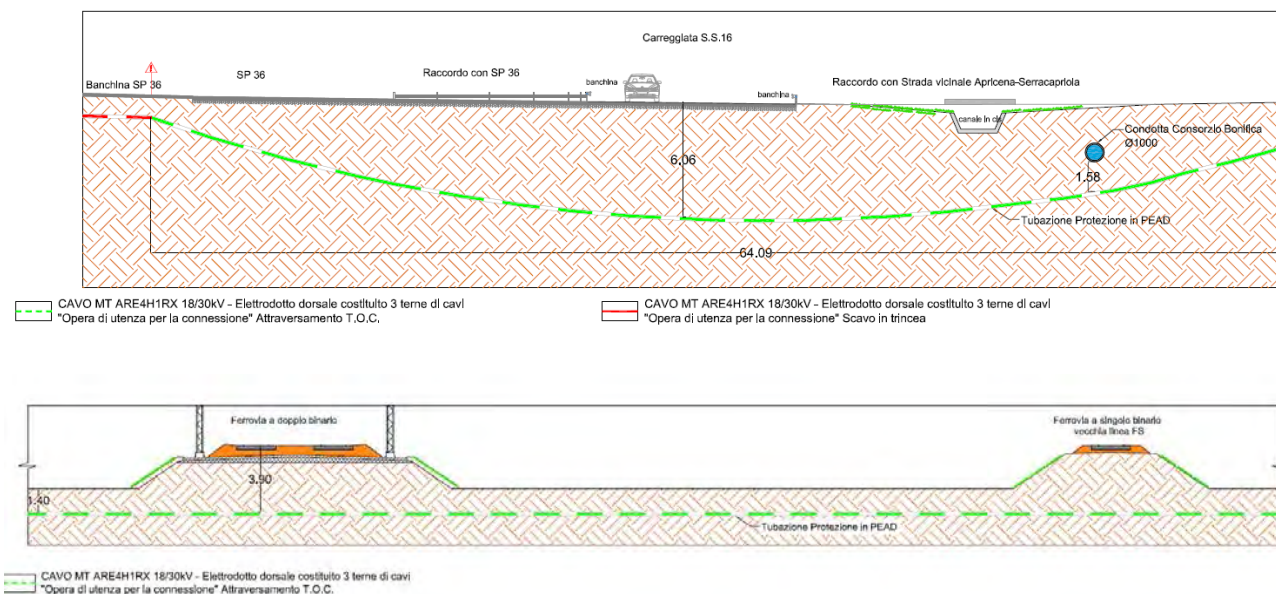 Carreggiata S.S.16
Banchina SP 36
SP 36
Raccordo con SP 36
banchina
banchina
Raccordo con Strada vicinale Apricena-Serracapriola
canale in cls
Condotta Consorzio Bonifica
Ø1000
6.06
1.58
Tubazione Protezione in PEAD
64.09
CAVO MT ARE4H1RX 18/30kV - Elettrodotto dorsale costituito 3 terne di cavi
"Opera di utenza per la connessione" Attraversamento T.O.C.
CAVO MT ARE4H1RX 18/30kV - Elettrodotto dorsale costituito 3 terne di cavi
"Opera di utenza per la connessione" Scavo in trincea
Ferrovia a doppio binario
Ferrovia a singolo binario
vecchia linea FS
3.90
1.40
Tubazione Protezione in PEAD
CAVO MT ARE4H1RX 18/30kV - Elettrodotto dorsale costituito 3 terne di cavi
"Opera di utenza per la connessione" Attraversamento T.O.C.